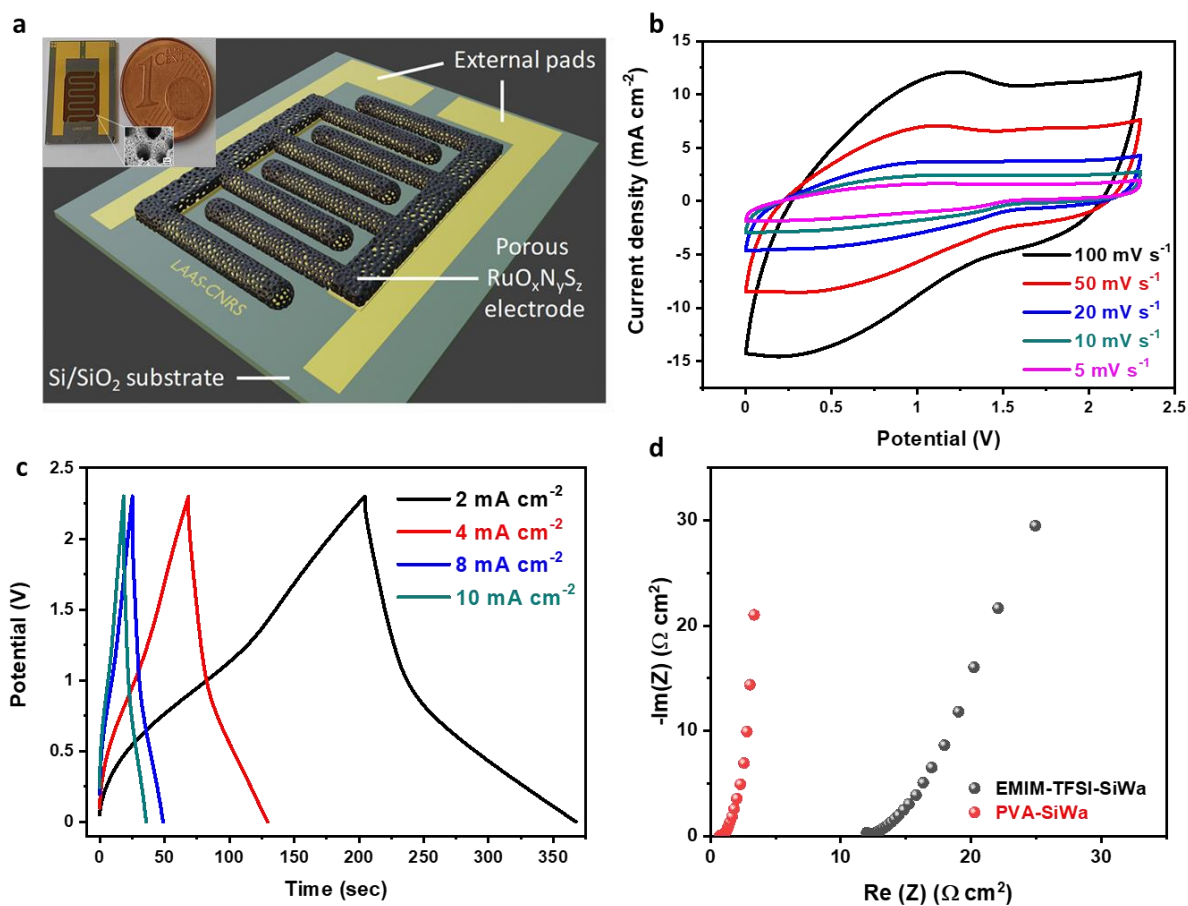 a
1
CENT
External pads
Porous
RuOₓNᵧS_z
electrode
LAAS-CNRS
Si/SiO₂ substrate
b
Current density (mA cm⁻²)
15
10
5
0
-5
-10
-15
100 mV s⁻¹
50 mV s⁻¹
20 mV s⁻¹
10 mV s⁻¹
5 mV s⁻¹
0
0.5
1
1.5
2
2.5
Potential (V)
c
Potential (V)
2.5
2
1.5
1
0.5
0
2 mA cm⁻²
4 mA cm⁻²
8 mA cm⁻²
10 mA cm⁻²
0
50
100
150
200
250
300
350
Time (sec)
d
-Im(Z) (Ω cm²)
30
20
10
0
EMIM-TFSI-SiWa
PVA-SiWa
0
10
20
30
Re (Z) (Ω cm²)